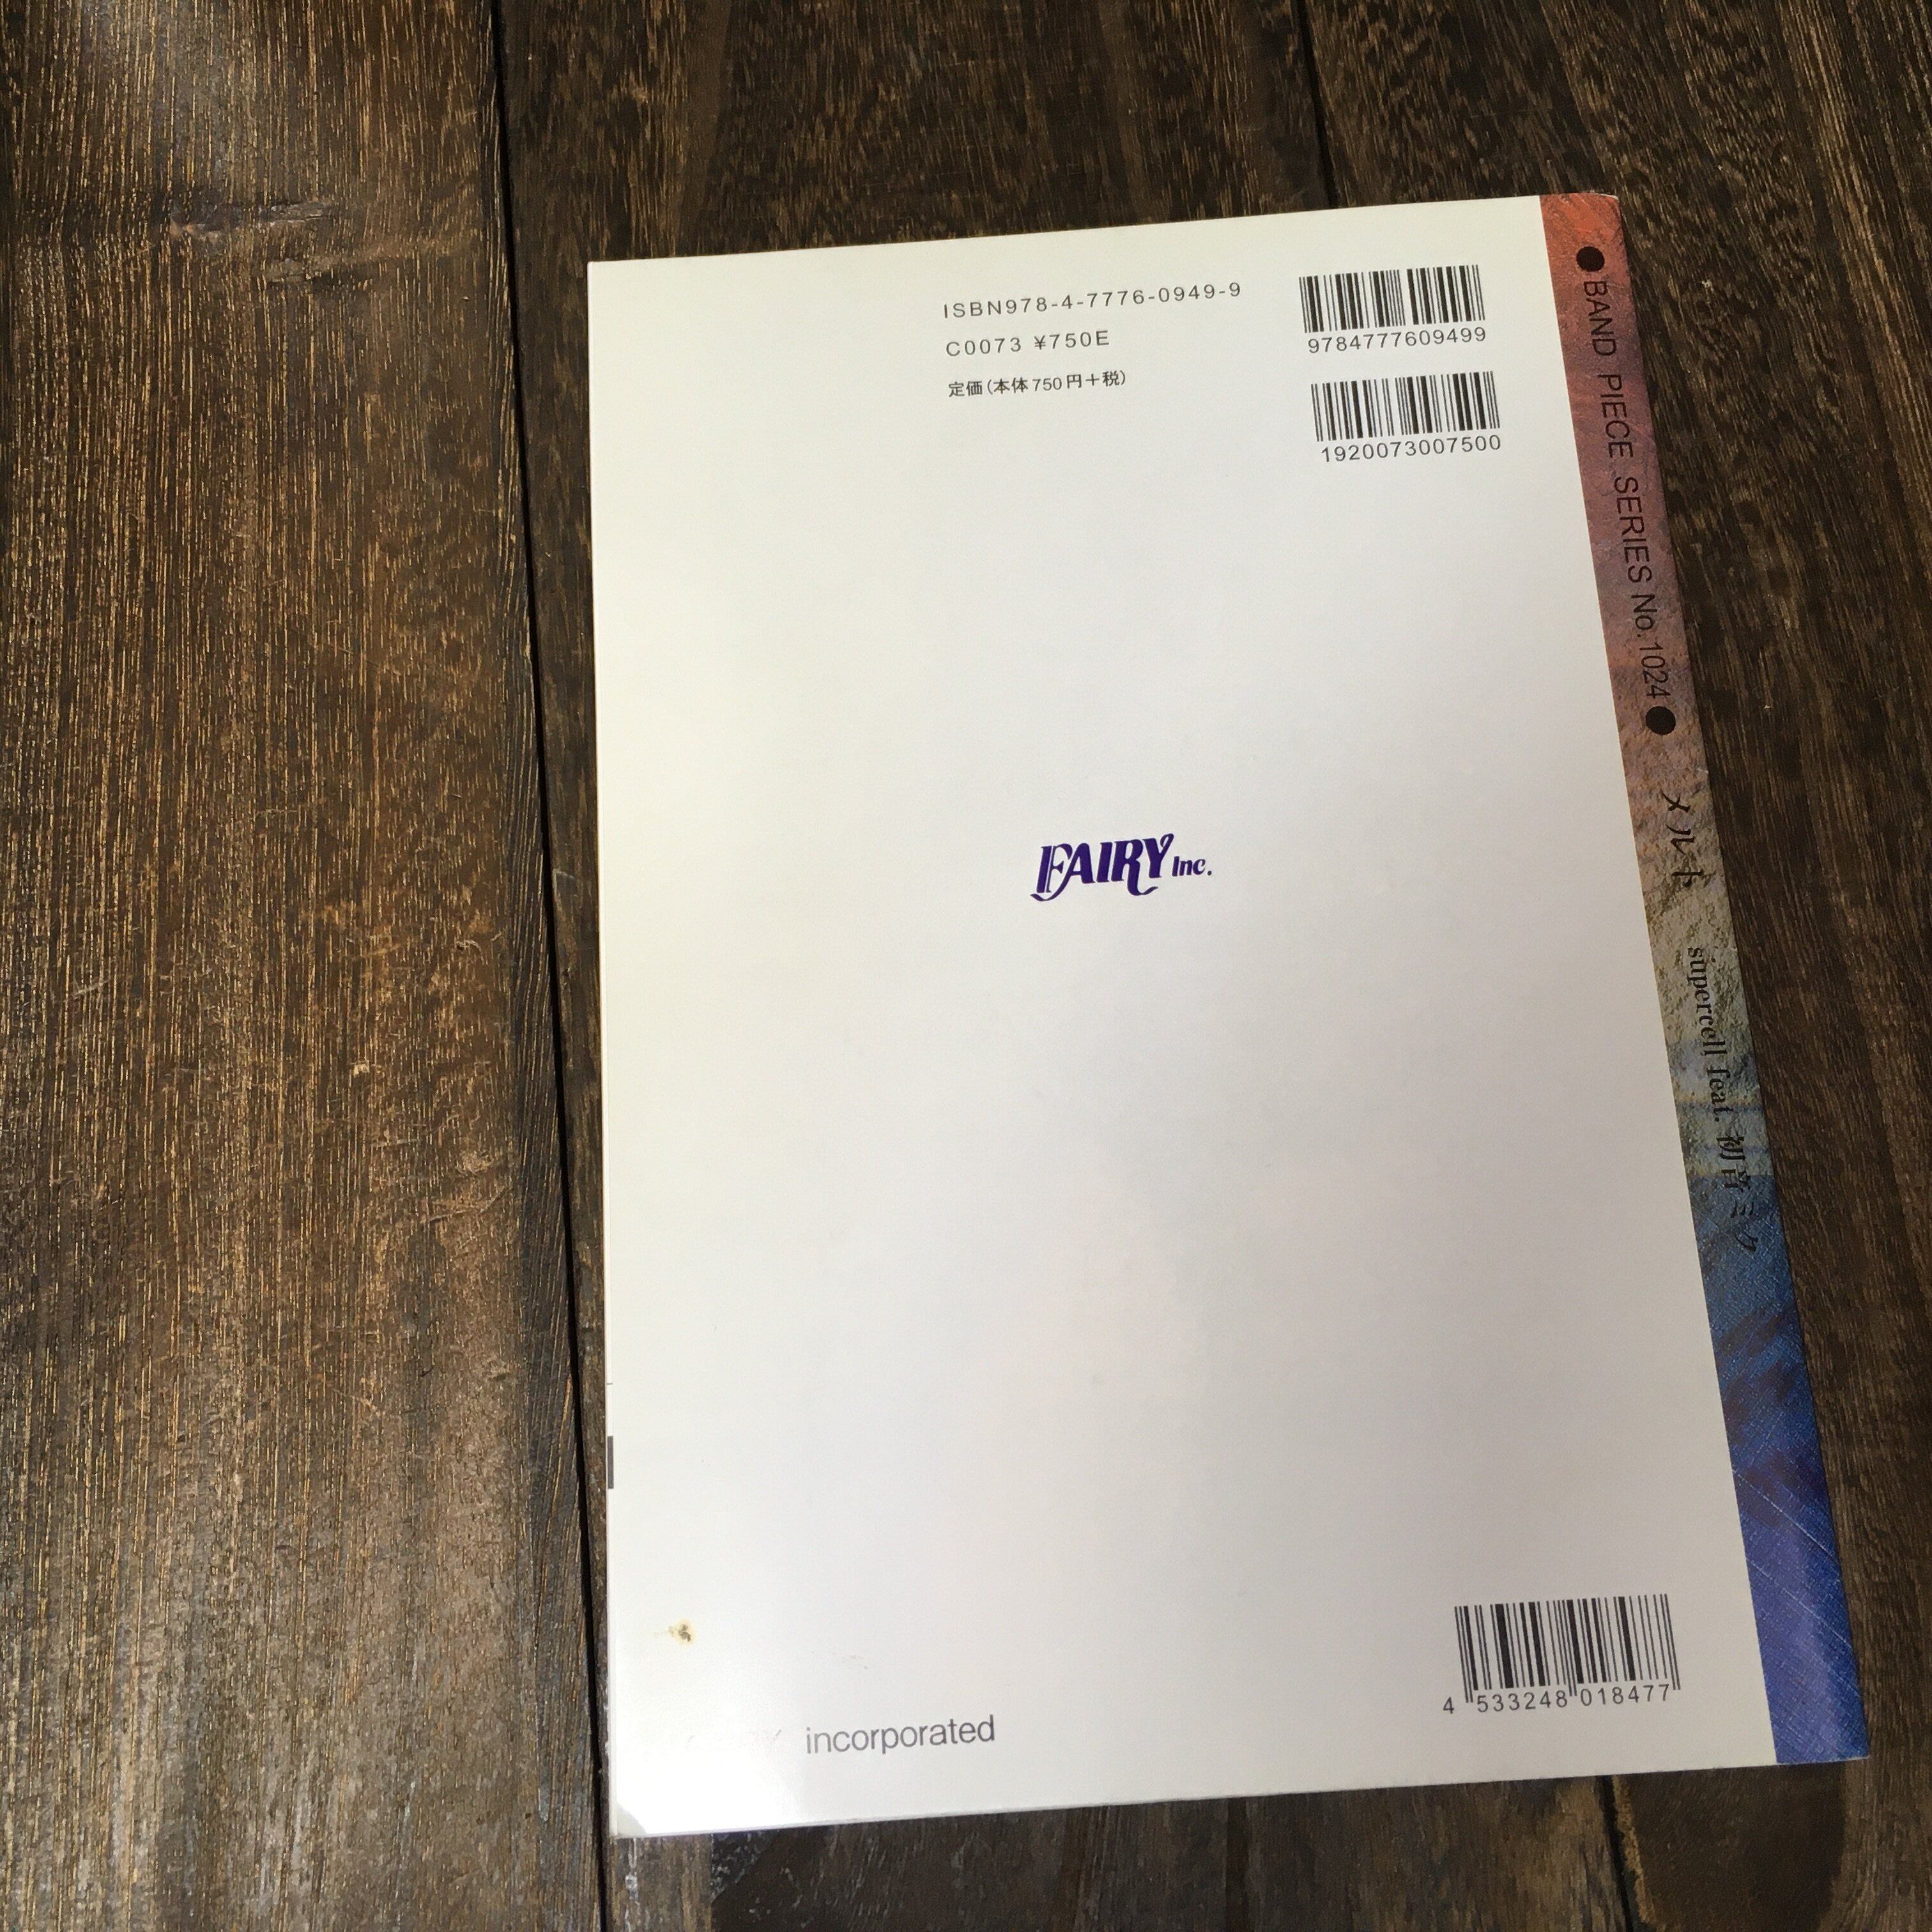 ISBN978-4-7776-0949-9
C0073 ¥750E
定価(本体750円+税)
9784777609499
1920073007500
●BAND PIECE SERIES No.1024● メルト supercell feat. 初音ミク
FAIRY Inc.
incorporated
4 533248 018477